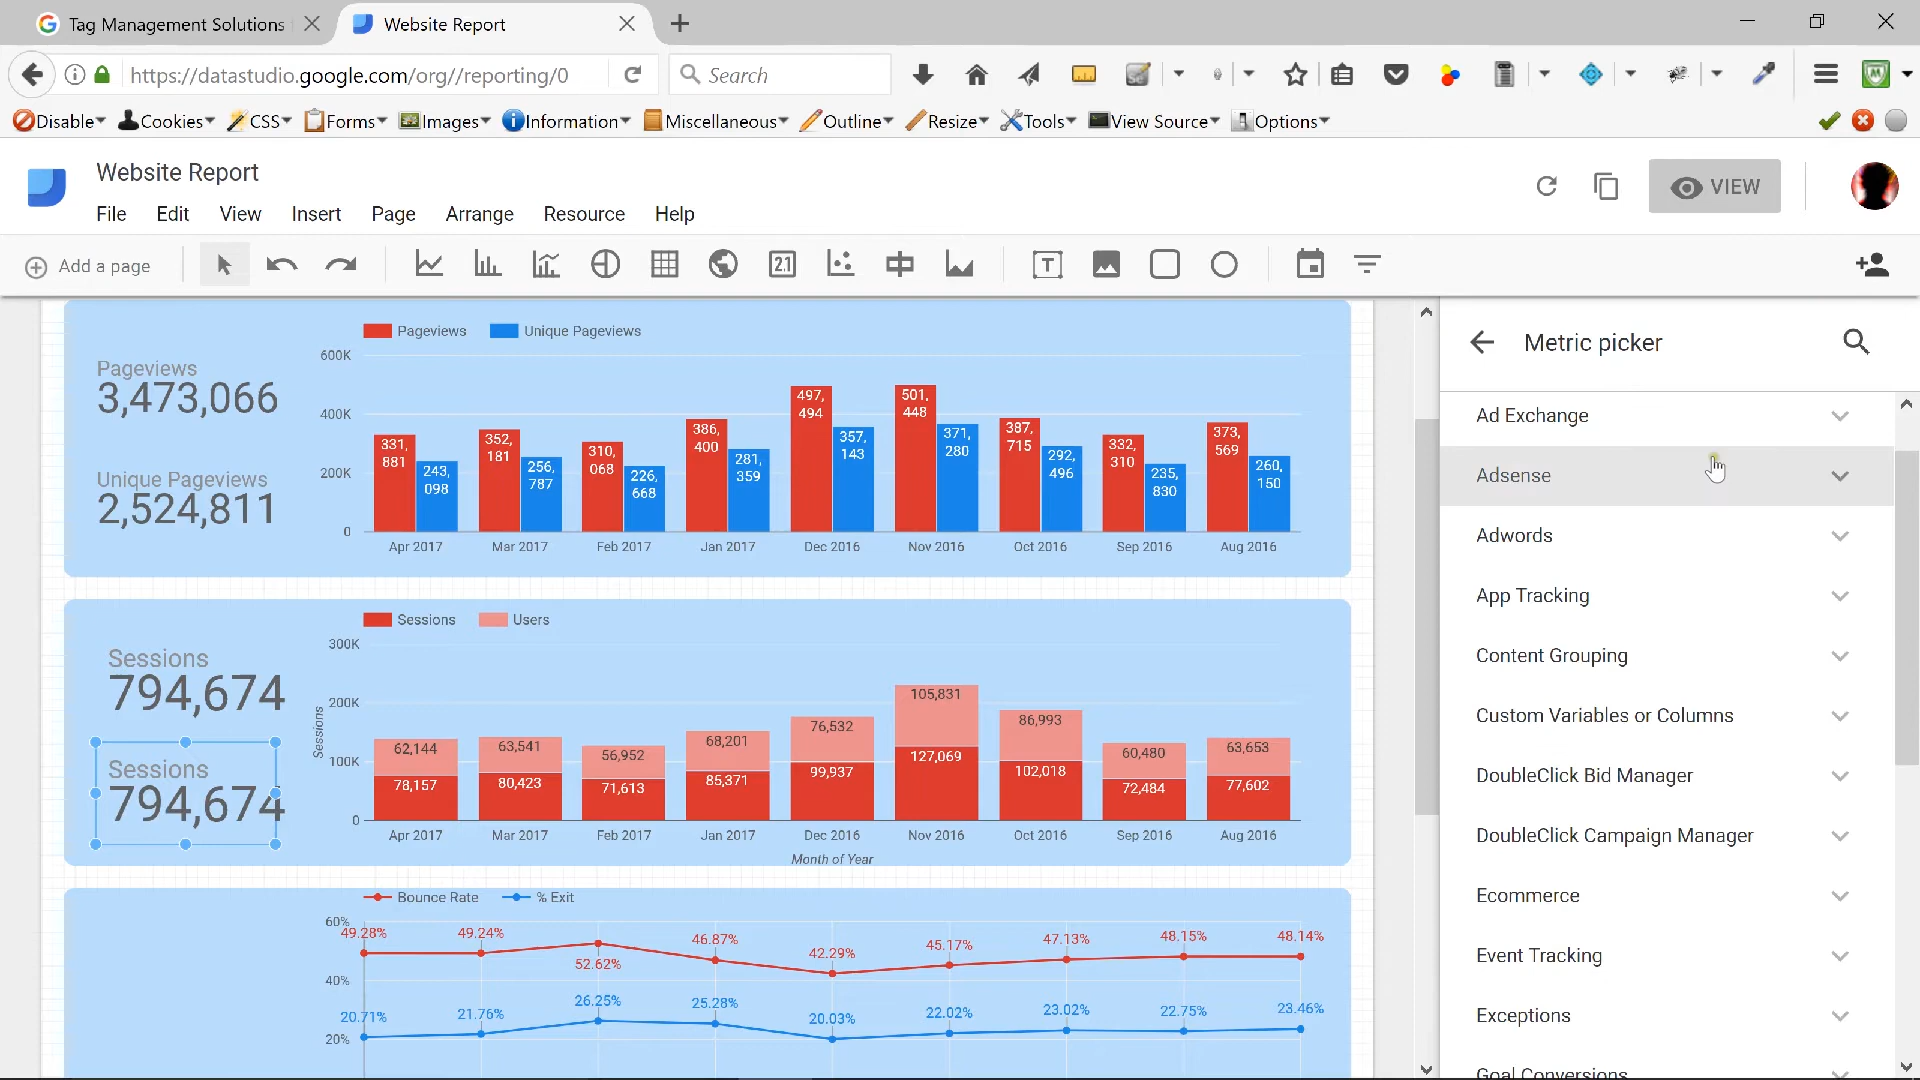 Tag Management Solutions
Website Report
https://datastudio.google.com/org//reporting/0
Search
Disable
Cookies
CSS
Forms
Images
Information
Miscellaneous
Outline
Resize
Tools
View Source
Options
Website Report
File Edit View Insert Page Arrange Resource Help
VIEW
Add a page
21
T
Pageviews Unique Pageviews
Pageviews
3,473,066
Unique Pageviews
2,524,811
600K
400K
200K
0
331,
881
243,
098
352,
181
256,
787
310,
068
226,
668
386,
400
281,
359
497,
494
357,
143
501,
448
371,
280
387,
715
292,
496
332,
310
235,
830
373,
569
260,
150
Apr 2017 Mar 2017 Feb 2017 Jan 2017 Dec 2016 Nov 2016 Oct 2016 Sep 2016 Aug 2016
Sessions Users
Sessions
794,674
Sessions
794,674
Sessions
300K
200K
100K
0
62,144 63,541 56,952 68,201 76,532 105,831 86,993 60,480 63,653
78,157 80,423 71,613 85,371 99,937 127,069 102,018 72,484 77,602
Apr 2017 Mar 2017 Feb 2017 Jan 2017 Dec 2016 Nov 2016 Oct 2016 Sep 2016 Aug 2016
Month of Year
Bounce Rate % Exit
60%
40%
20%
49.28% 49.24% 52.62% 46.87% 42.29% 45.17% 47.13% 48.15% 48.14%
20.71% 21.76% 26.25% 25.28% 20.03% 22.02% 23.02% 22.75% 23.46%
Metric picker
Ad Exchange
Adsense
Adwords
App Tracking
Content Grouping
Custom Variables or Columns
DoubleClick Bid Manager
DoubleClick Campaign Manager
Ecommerce
Event Tracking
Exceptions
Goal Conversions